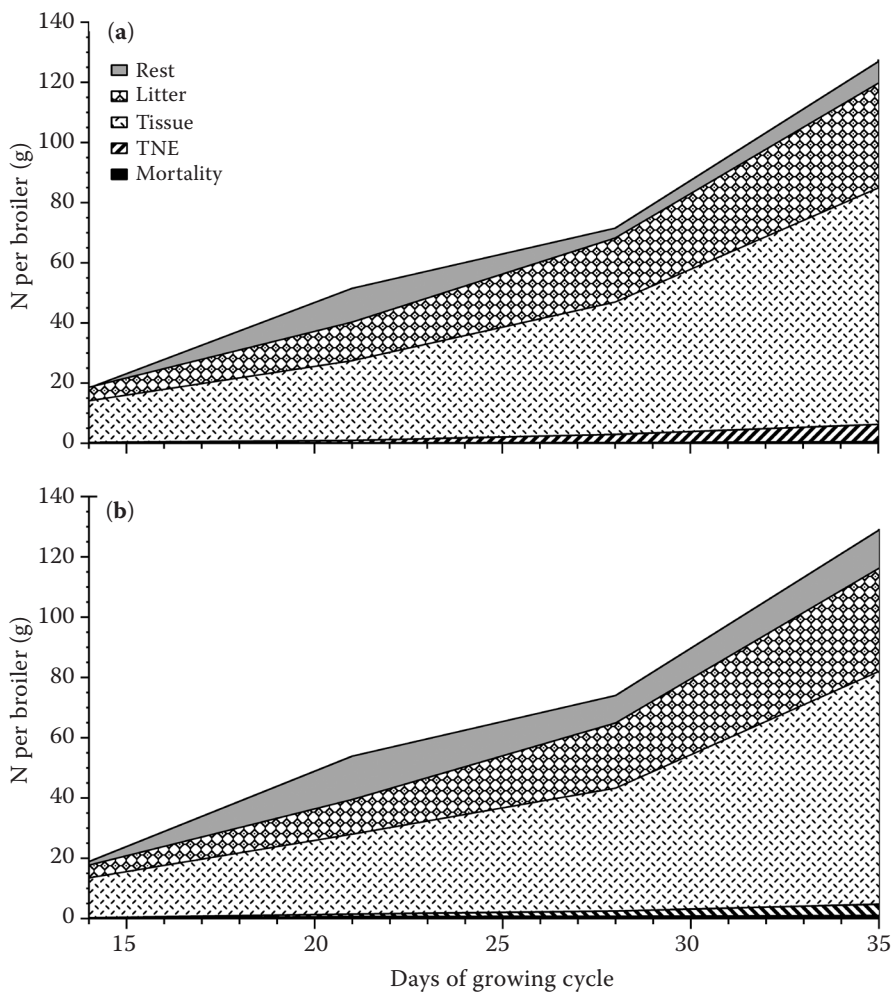 140
(a)
120
100
80
60
40
20
0
Rest
Litter
Tissue
TNE
Mortality
N per broiler (g)
140
(b)
120
100
80
60
40
20
0
N per broiler (g)
15 20 25 30 35
Days of growing cycle